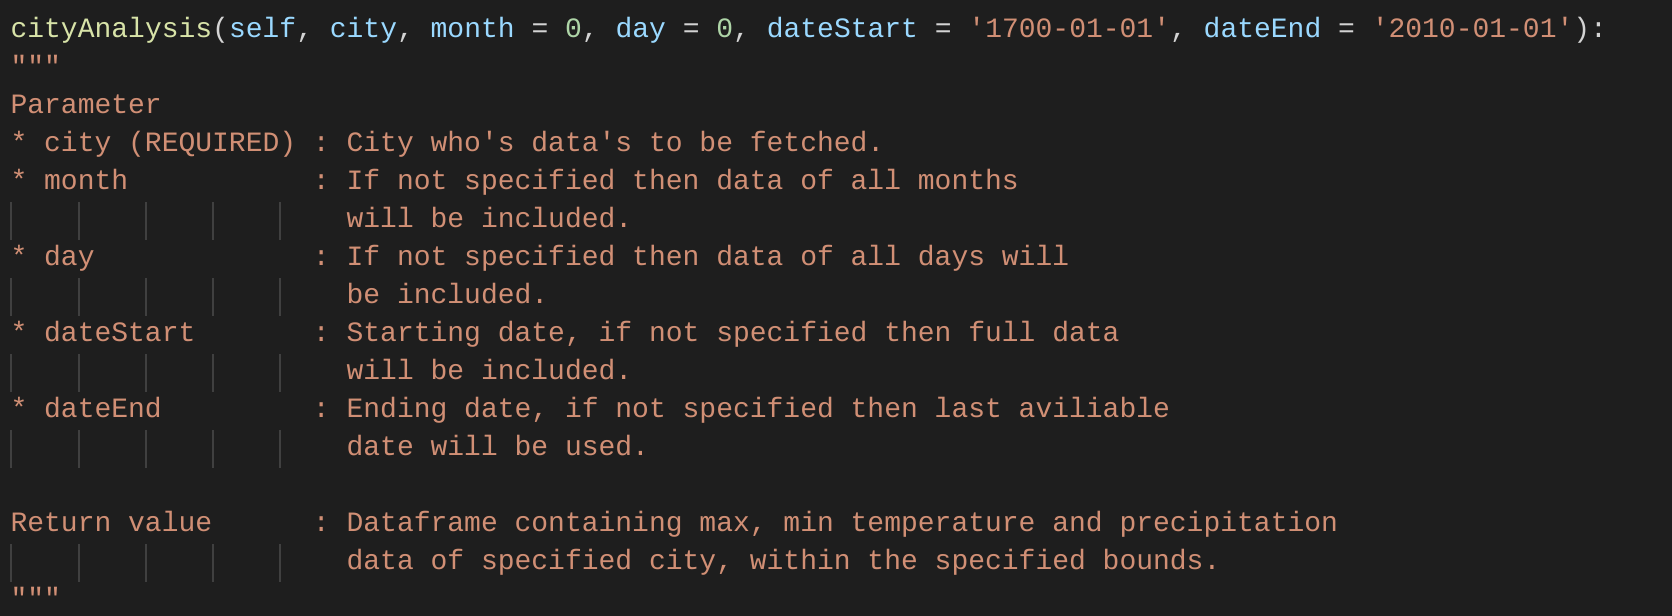 cityAnalysis(self, city, month = 0, day = 0, dateStart = '1700-01-01', dateEnd = '2010-01-01'):
"""
Parameter
* city (REQUIRED) : City who's data's to be fetched.
* month           : If not specified then data of all months
                    will be included.
* day             : If not specified then data of all days will
                    be included.
* dateStart       : Starting date, if not specified then full data
                    will be included.
* dateEnd         : Ending date, if not specified then last aviliable
                    date will be used.

Return value      : Dataframe containing max, min temperature and precipitation
                    data of specified city, within the specified bounds.
"""